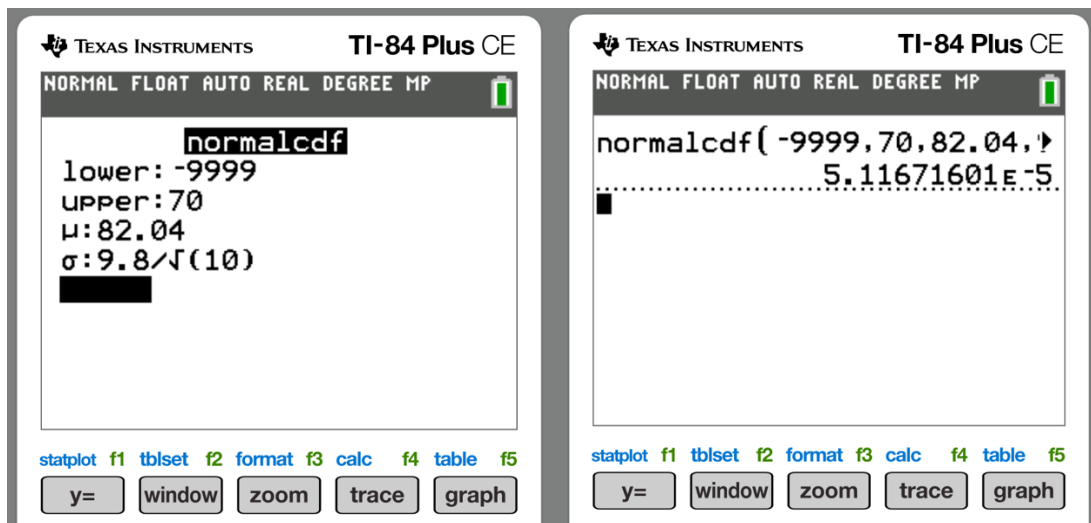 TEXAS INSTRUMENTS TI-84 Plus CE
NORMAL FLOAT AUTO REAL DEGREE MP
normalcdf
lower:-9999
upper:70
μ:82.04
σ:9.8/√(10)
statplot f1 tblset f2 format f3 calc f4 table f5
y= window zoom trace graph
TEXAS INSTRUMENTS TI-84 Plus CE
NORMAL FLOAT AUTO REAL DEGREE MP
normalcdf(-9999,70,82.04,
5.11671601E-5
statplot f1 tblset f2 format f3 calc f4 table f5
y= window zoom trace graph